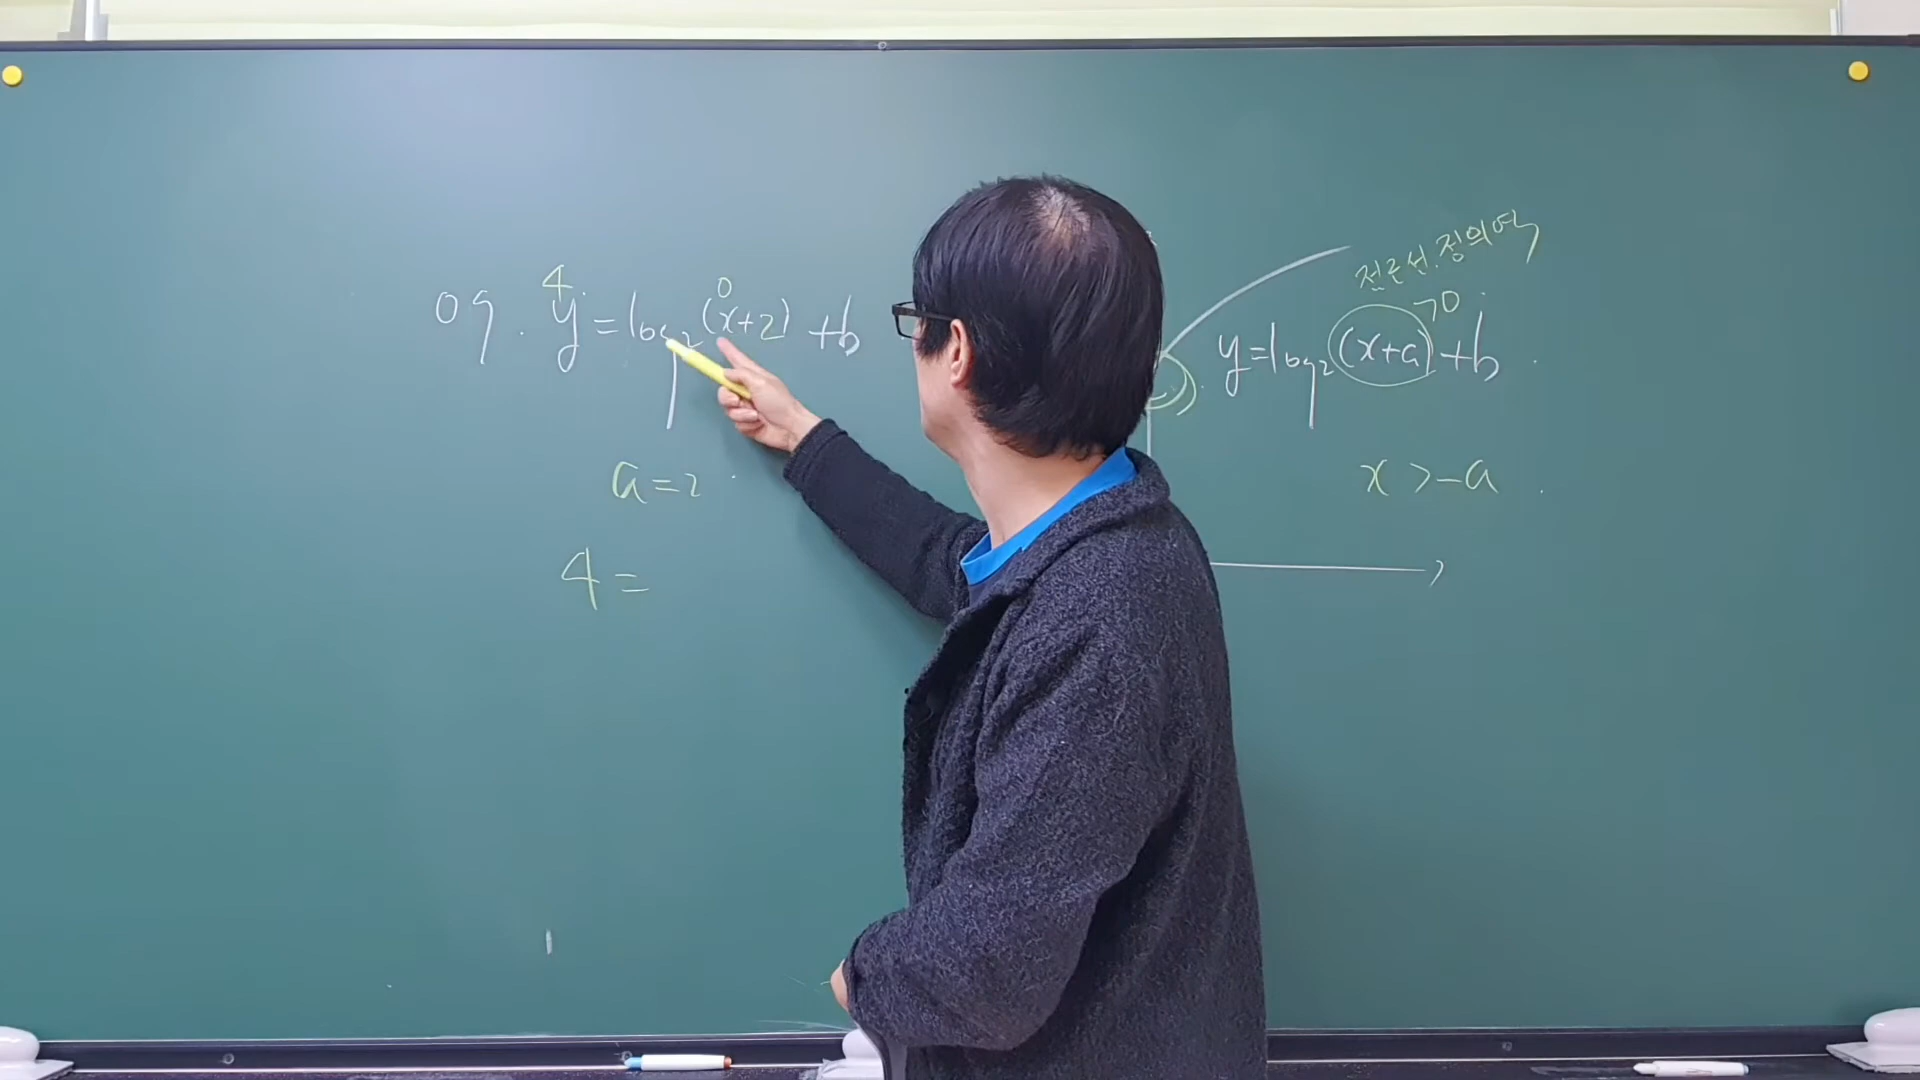 09. y = log₂(x+2) + b
4
0
a = 2
4 =
점근선. 정의역
y = log₂(x+a) + b
>0
x > -a